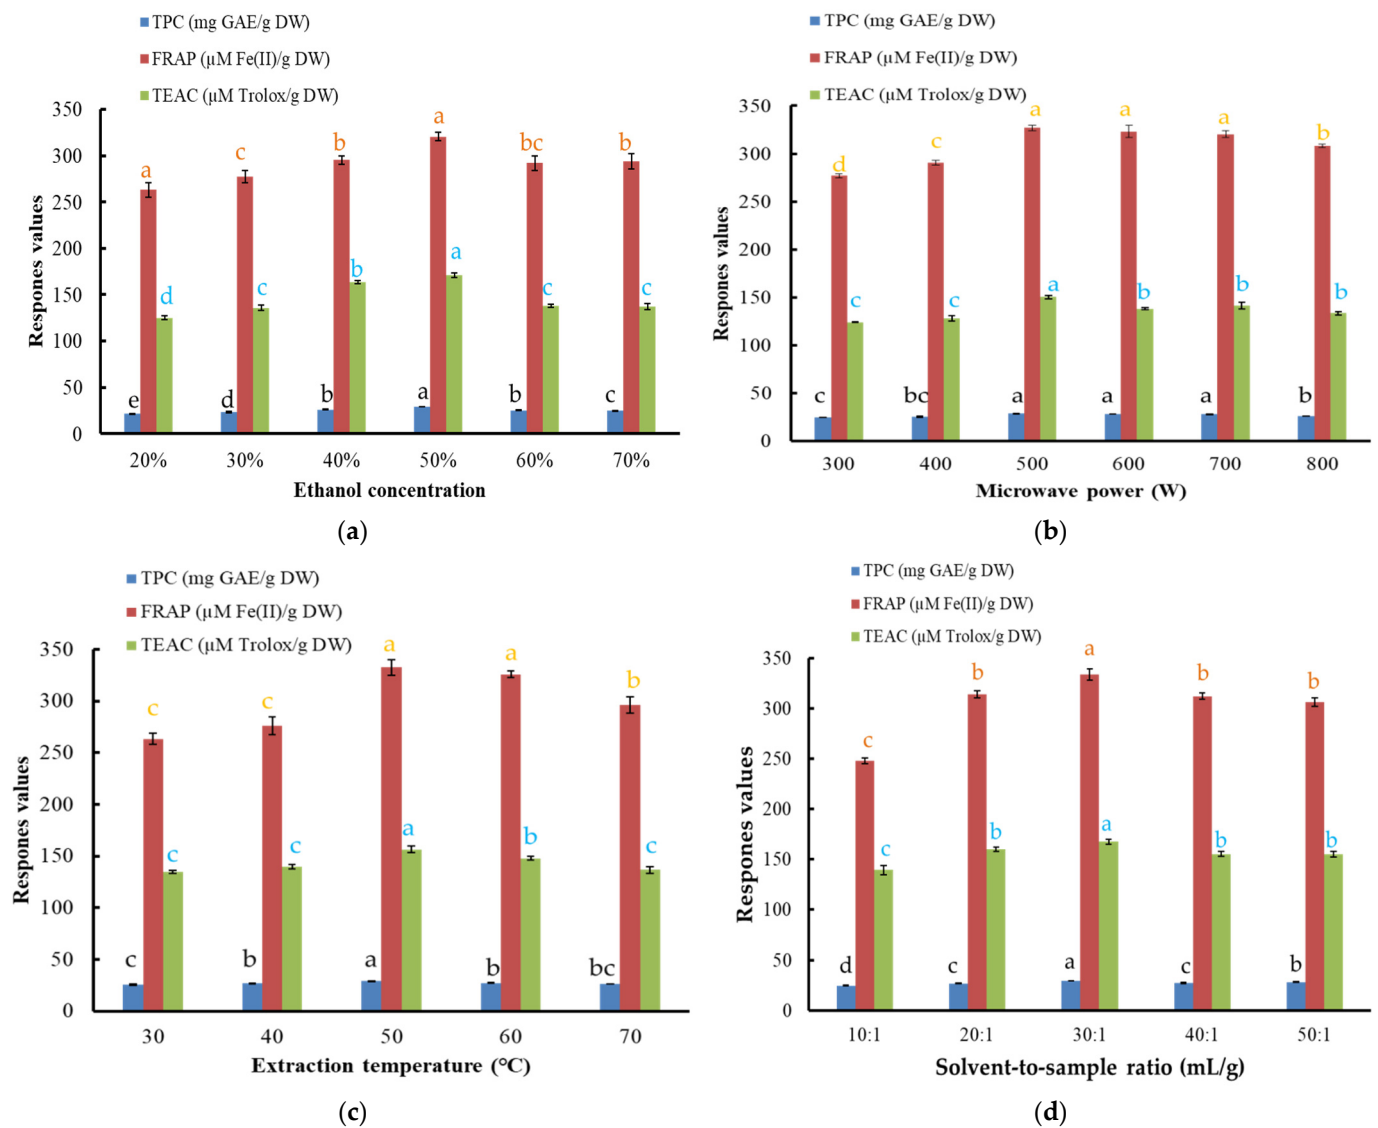 TPC (mg GAE/g DW)
FRAP (µM Fe(II)/g DW)
TEAC (µM Trolox/g DW)
Respones values
350
300
250
200
150
100
50
0
a c b a bc b
d c b a c c
e d b a b c
20% 30% 40% 50% 60% 70%
Ethanol concentration
(a)
TPC (mg GAE/g DW)
FRAP (µM Fe(II)/g DW)
TEAC (µM Trolox/g DW)
Respones values
350
300
250
200
150
100
50
0
d c a a a b
c c a b b b
c bc a a a b
300 400 500 600 700 800
Microwave power (W)
(b)
TPC (mg GAE/g DW)
FRAP (µM Fe(II)/g DW)
TEAC (µM Trolox/g DW)
Respones values
350
300
250
200
150
100
50
0
c c a a b
c c a b c
c b a b bc
30 40 50 60 70
Extraction temperature (°C)
(c)
TPC (mg GAE/g DW)
FRAP (µM Fe(II)/g DW)
TEAC (µM Trolox/g DW)
Respones values
350
300
250
200
150
100
50
0
c b a b b
c b a b b
d c a c b
10:1 20:1 30:1 40:1 50:1
Solvent-to-sample ratio (mL/g)
(d)